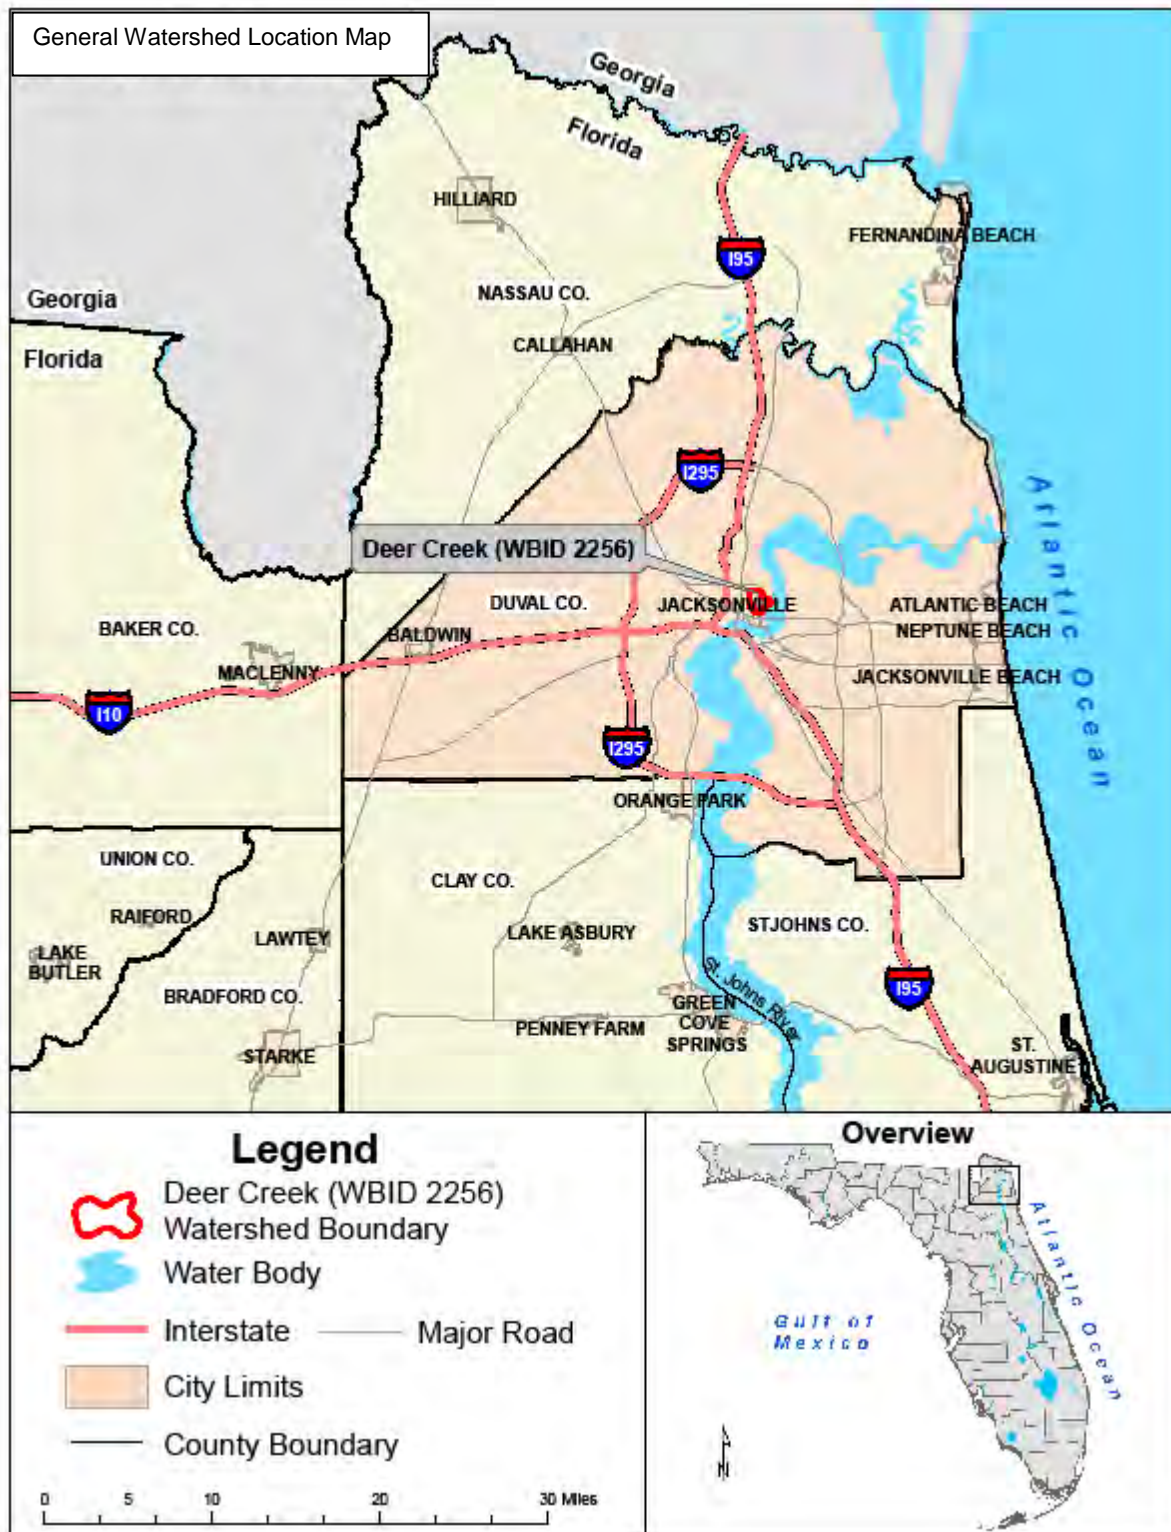 General Watershed Location Map
Georgia
Florida
HILLIARD
FERNANDINA BEACH
I95
NASSAU CO.
Georgia
Florida
CALLAHAN
I295
Atlantic Ocean
Deer Creek (WBID 2256)
DUVAL CO.
JACKSONVILLE
ATLANTIC BEACH
BAKER CO.
BALDWIN
NEPTUNE BEACH
MACLENNY
JACKSONVILLE BEACH
I10
I295
ORANGE PARK
UNION CO.
CLAY CO.
RAIFORD
LAWTEY
LAKE ASBURY
STJOHNS CO.
LAKE
BUTLER
BRADFORD CO.
St. Johns River
I95
GREEN
COVE
SPRINGS
PENNEY FARM
STARKE
ST.
AUGUSTINE
Legend
Deer Creek (WBID 2256)
Watershed Boundary
Water Body
Interstate
Major Road
City Limits
County Boundary
0 5 10 20 30 Miles
Overview
Atlantic Ocean
Gulf of
Mexico
N